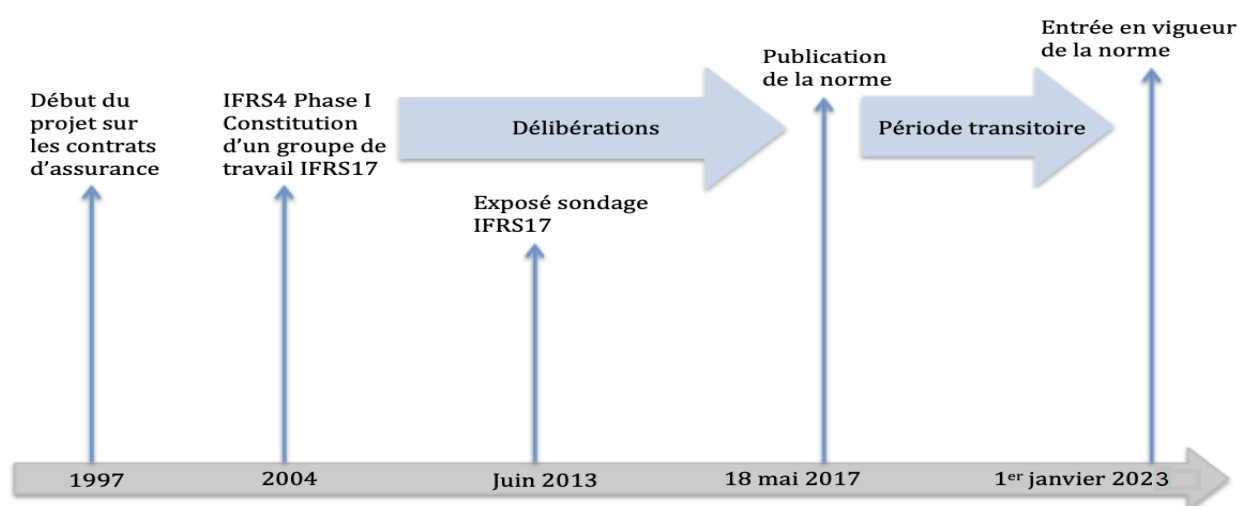 Début du
projet sur
les contrats
d'assurance
IFRS4 Phase I
Constitution
d'un groupe de
travail IFRS17
Délibérations
Exposé sondage
IFRS17
Publication
de la norme
Période transitoire
Entrée en vigueur
de la norme
1997
2004
Juin 2013
18 mai 2017
1er janvier 2023